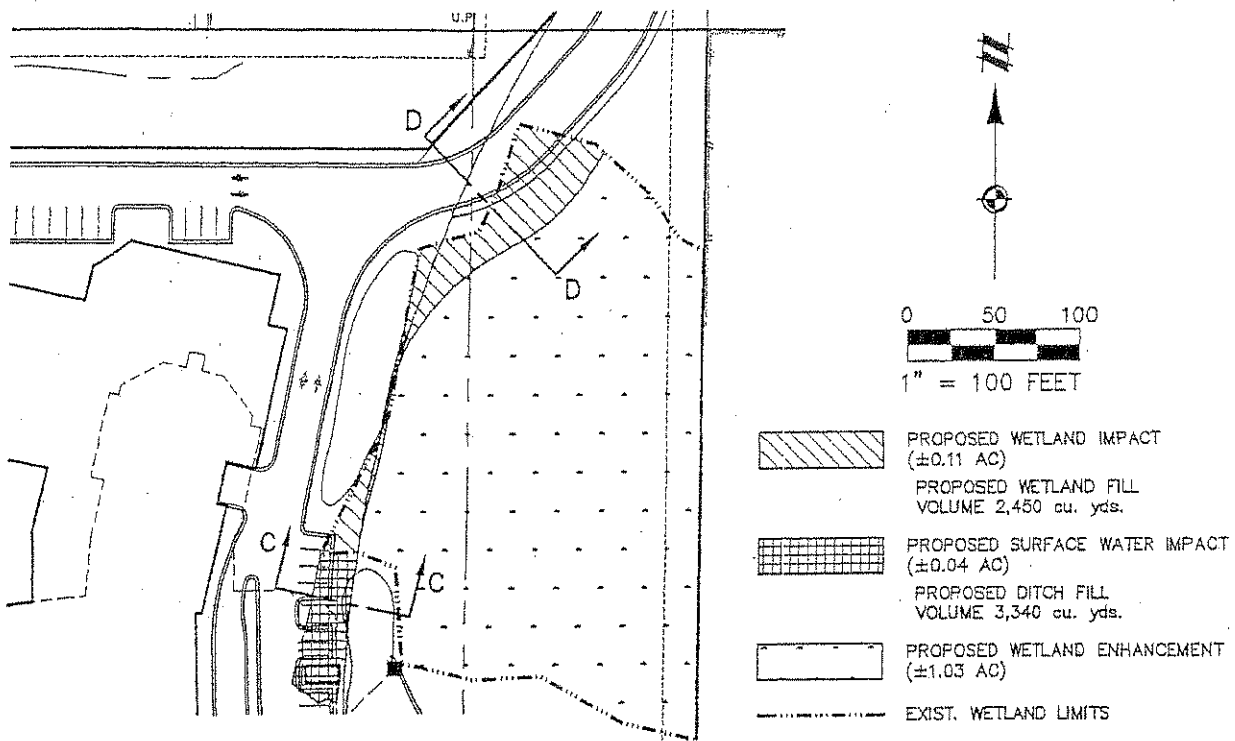 U.P
N
D
D
C
C
0 50 100
1" = 100 FEET
PROPOSED WETLAND IMPACT
(±0.11 AC)
PROPOSED WETLAND FILL
VOLUME 2,450 cu. yds.
PROPOSED SURFACE WATER IMPACT
(±0.04 AC)
PROPOSED DITCH FILL
VOLUME 3,340 cu. yds.
PROPOSED WETLAND ENHANCEMENT
(±1.03 AC)
EXIST. WETLAND LIMITS